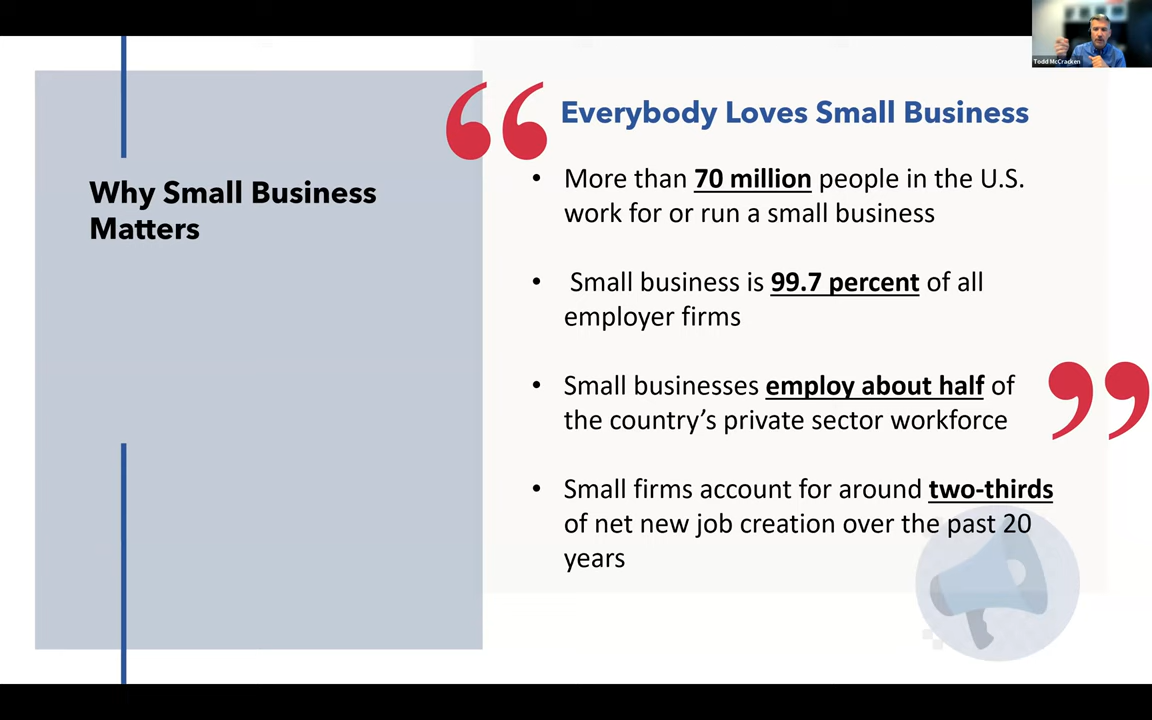 Todd McCracken
Why Small Business
Matters
Everybody Loves Small Business
• More than 70 million people in the U.S.
work for or run a small business
• Small business is 99.7 percent of all
employer firms
• Small businesses employ about half of
the country’s private sector workforce
• Small firms account for around two-thirds
of net new job creation over the past 20
years